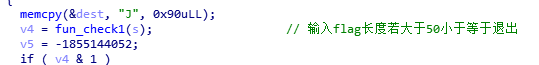 {
memcpy(&dest, "J", 0x90uLL);
v4 = fun_check1(s); // 输入flag长度若大于50小于等于退出
v5 = -1855144052;
if ( v4 & 1 )